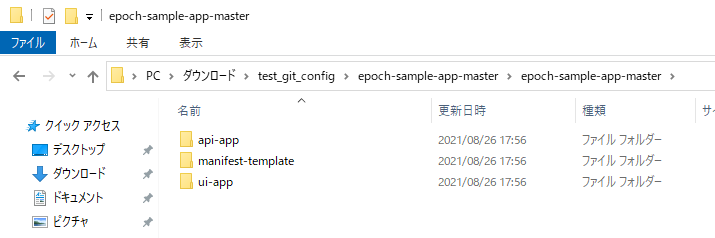 epoch-sample-app-master
ファイル ホーム 共有 表示
PC > ダウンロード > test_git_config > epoch-sample-app-master > epoch-sample-app-master >
名前 更新日時 種類 サイ
クイック アクセス
デスクトップ
ダウンロード
ドキュメント
ピクチャ
api-app 2021/08/26 17:56 ファイル フォルダー
manifest-template 2021/08/26 17:56 ファイル フォルダー
ui-app 2021/08/26 17:56 ファイル フォルダー